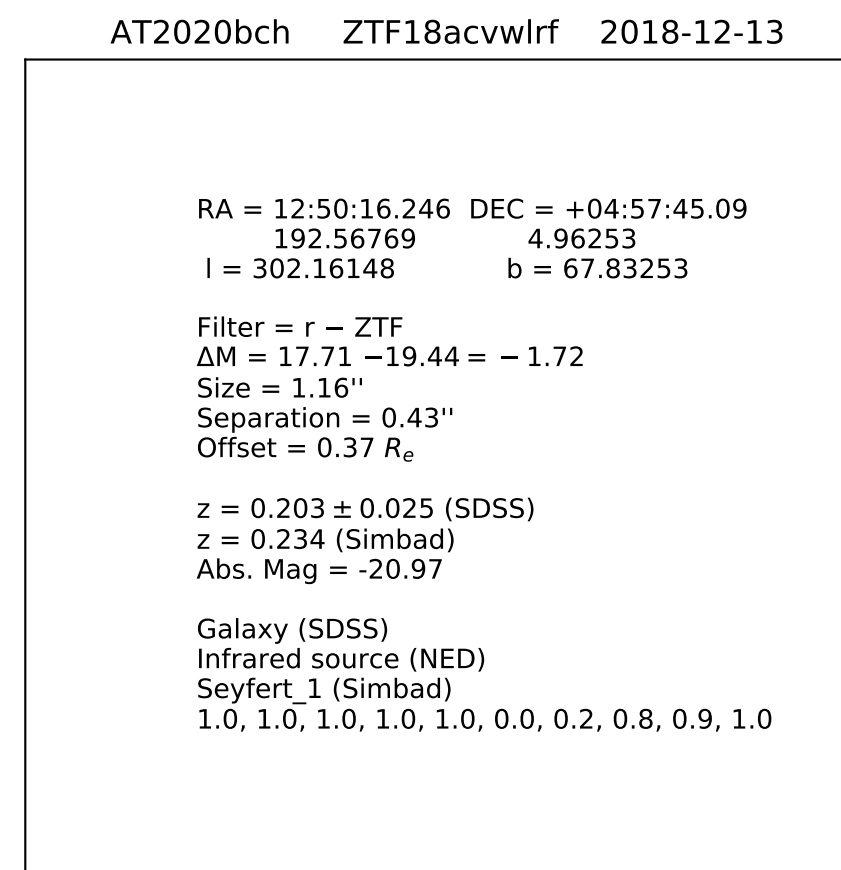 AT2020bch ZTF18acvwlrf 2018-12-13
RA = 12:50:16.246 DEC = +04:57:45.09
192.56769 4.96253
l = 302.16148 b = 67.83253
Filter = r − ZTF
ΔM = 17.71 −19.44 = − 1.72
Size = 1.16''
Separation = 0.43''
Offset = 0.37 Re
z = 0.203 ± 0.025 (SDSS)
z = 0.234 (Simbad)
Abs. Mag = -20.97
Galaxy (SDSS)
Infrared source (NED)
Seyfert_1 (Simbad)
1.0, 1.0, 1.0, 1.0, 1.0, 0.0, 0.2, 0.8, 0.9, 1.0